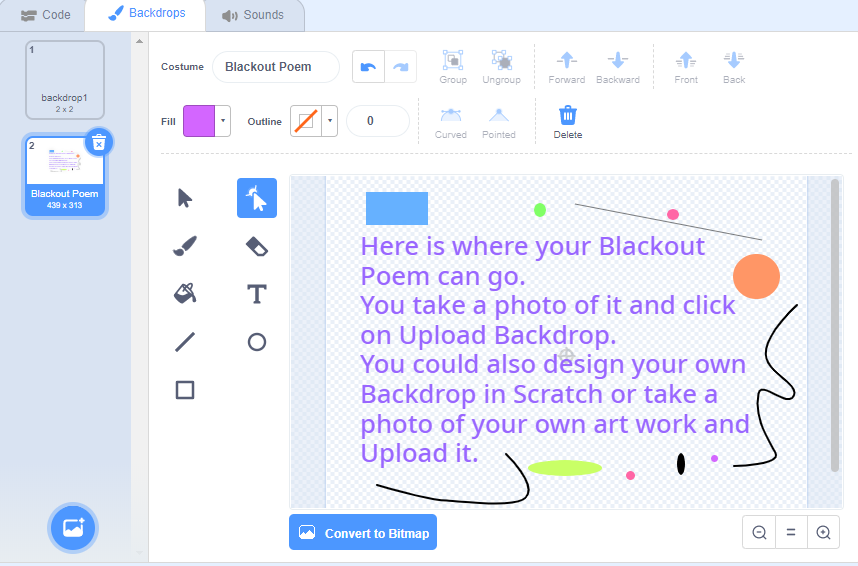 Code Backdrops Sounds
1
backdrop1
2 x 2
2
Blackout Poem
439 x 313
Costume Blackout Poem
Group Ungroup Forward Backward Front Back
Fill Outline 0 Curved Pointed Delete
Here is where your Blackout
Poem can go.
You take a photo of it and click
on Upload Backdrop.
You could also design your own
Backdrop in Scratch or take a
photo of your own art work and
Upload it.
Convert to Bitmap